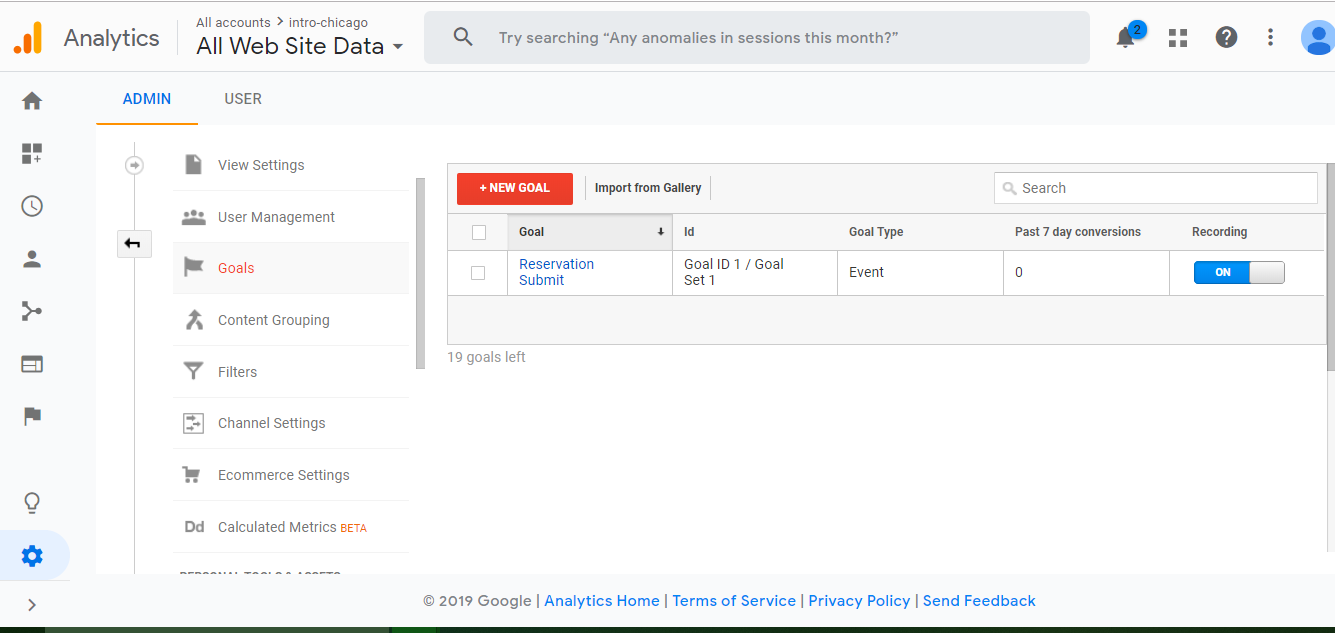 Analytics
All accounts > intro-chicago
All Web Site Data
Try searching “Any anomalies in sessions this month?”
2
ADMIN
USER
View Settings
User Management
Goals
Content Grouping
Filters
Channel Settings
Ecommerce Settings
Dd Calculated Metrics BETA
PERSONAL TOOLS & ASSETS
+ NEW GOAL
Import from Gallery
Search
Goal
Id
Goal Type
Past 7 day conversions
Recording
Reservation
Submit
Goal ID 1 / Goal
Set 1
Event
0
ON
19 goals left
© 2019 Google | Analytics Home | Terms of Service | Privacy Policy | Send Feedback